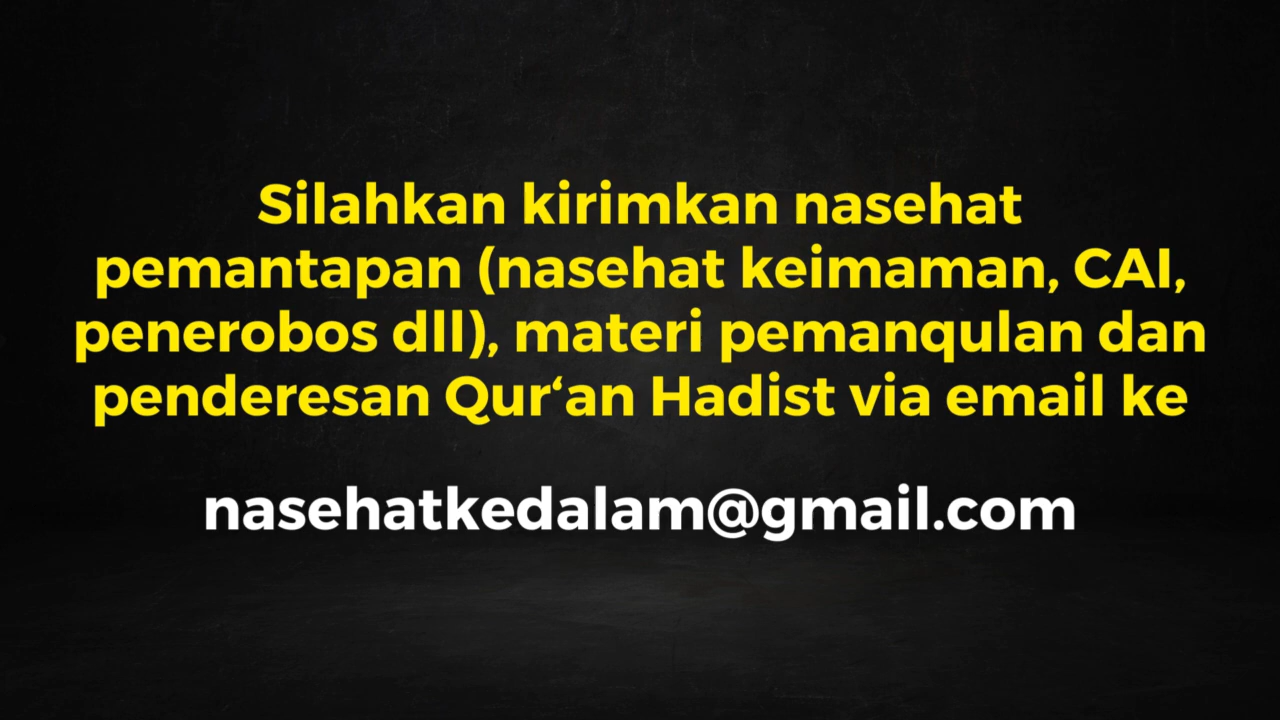 Silahkan kirimkan nasehat
pemantapan (nasehat keimaman, CAI,
penerobos dll), materi pemanqulan dan
penderesan Qur‘an Hadist via email ke
nasehatkedalam@gmail.com